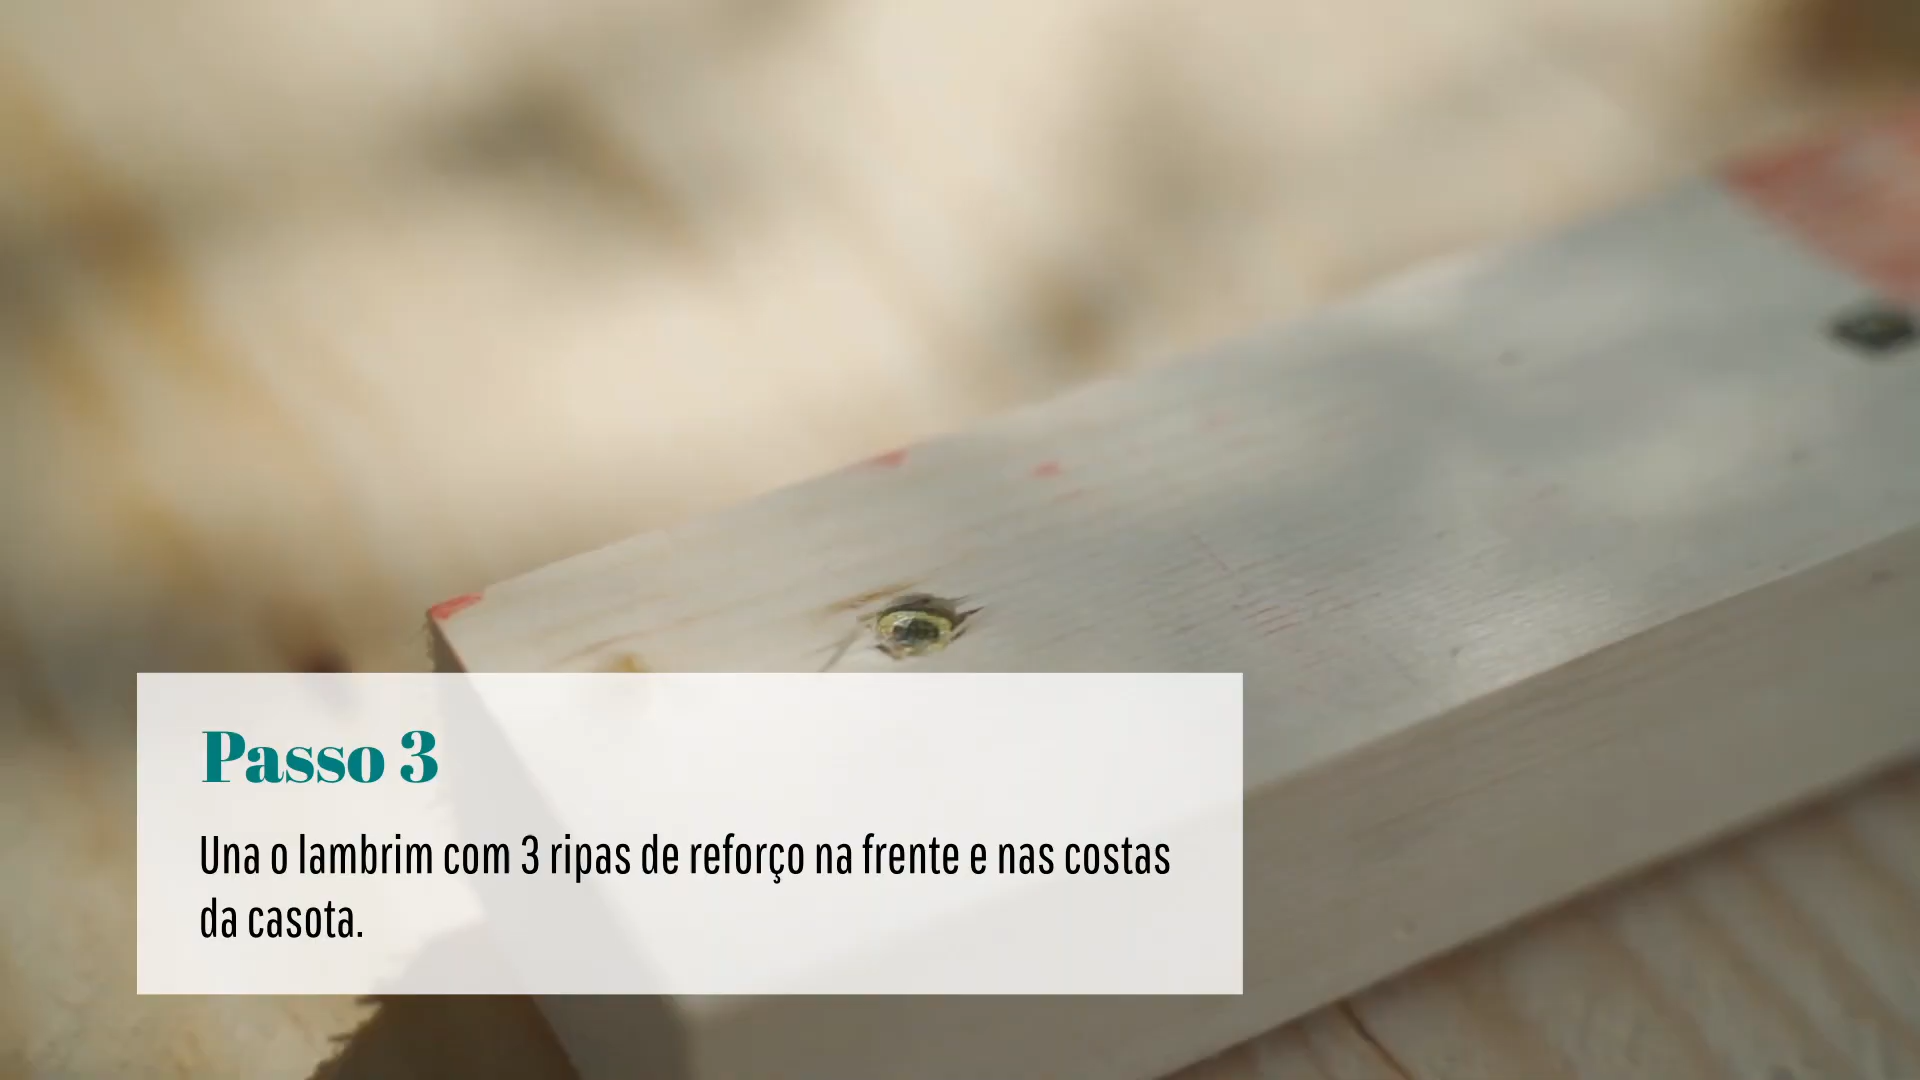 Passo 3
Una o lambrim com 3 ripas de reforço na frente e nas costas
da casota.